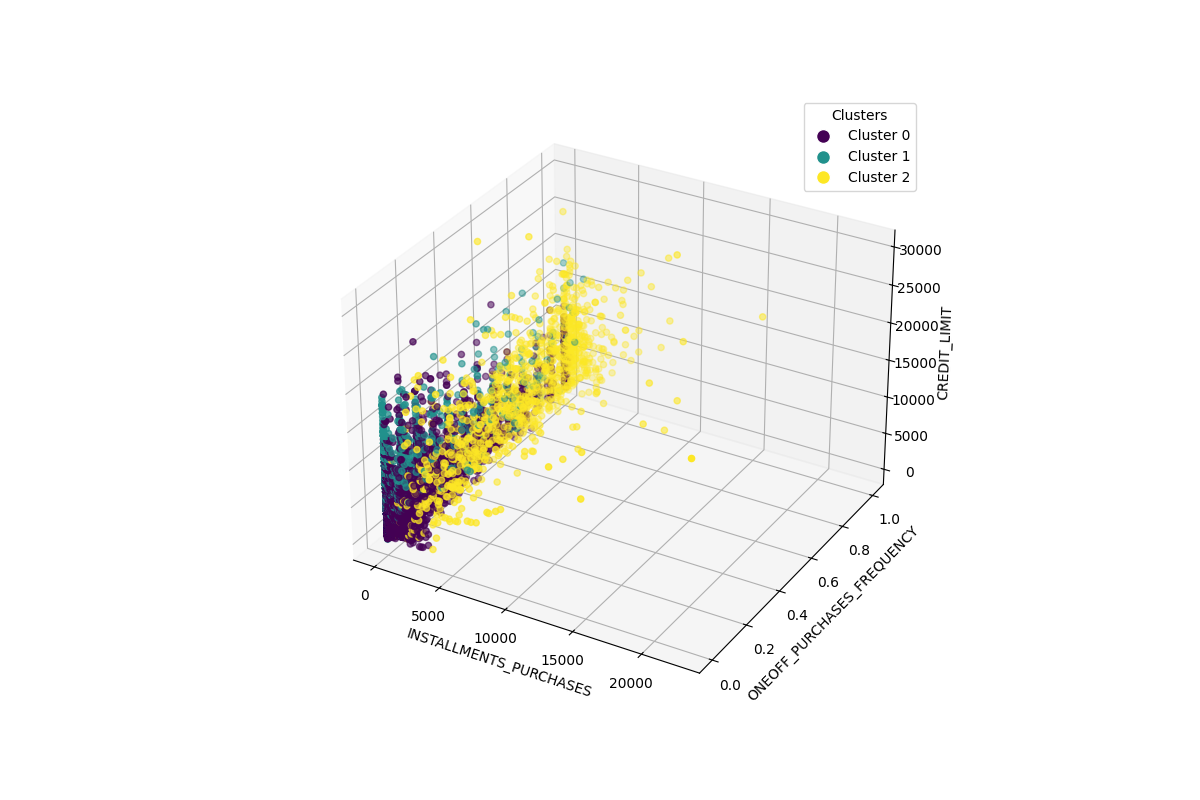 Clusters
Cluster 0
Cluster 1
Cluster 2
30000
25000
20000
15000
10000
5000
0
CREDIT_LIMIT
1.0
0.8
0.6
0.4
0.2
0.0
ONEOFF_PURCHASES_FREQUENCY
0
5000
10000
15000
20000
INSTALLMENTS_PURCHASES